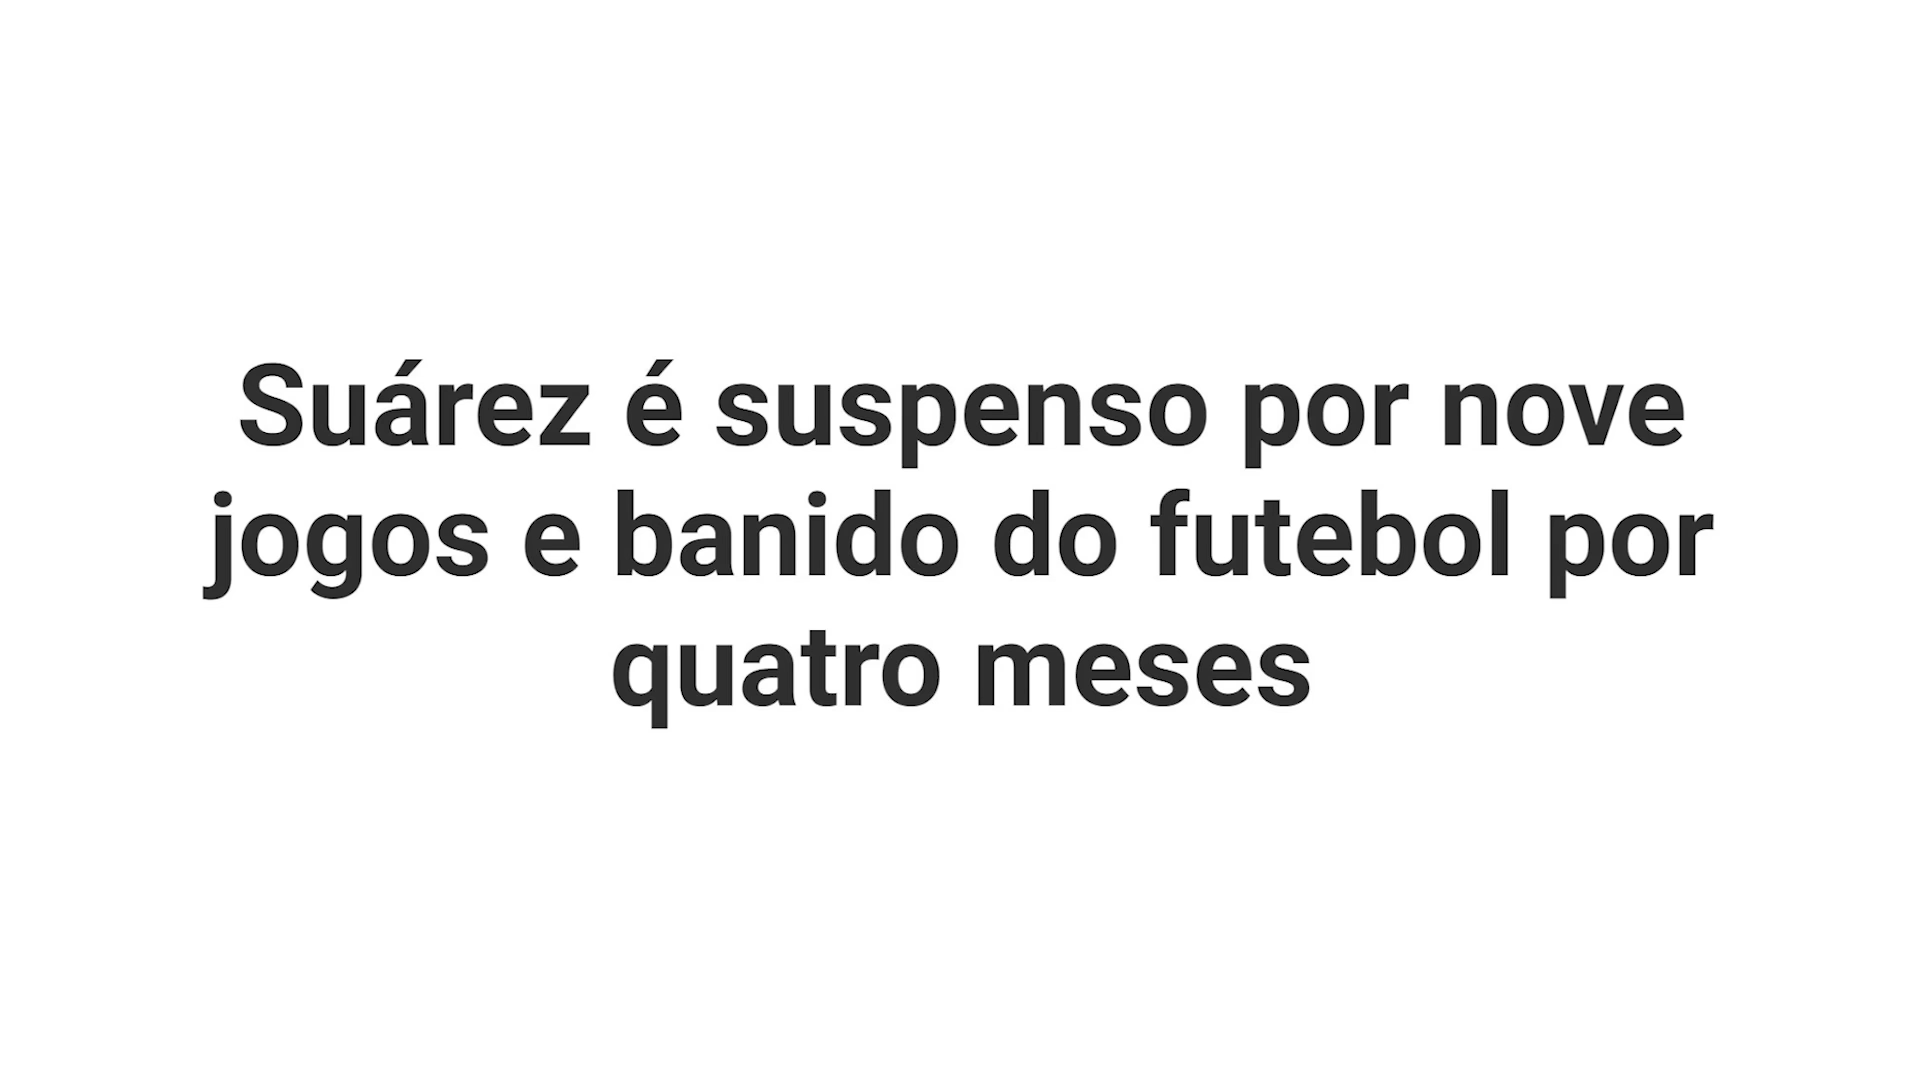 Suárez é suspenso por nove
jogos e banido do futebol por
quatro meses